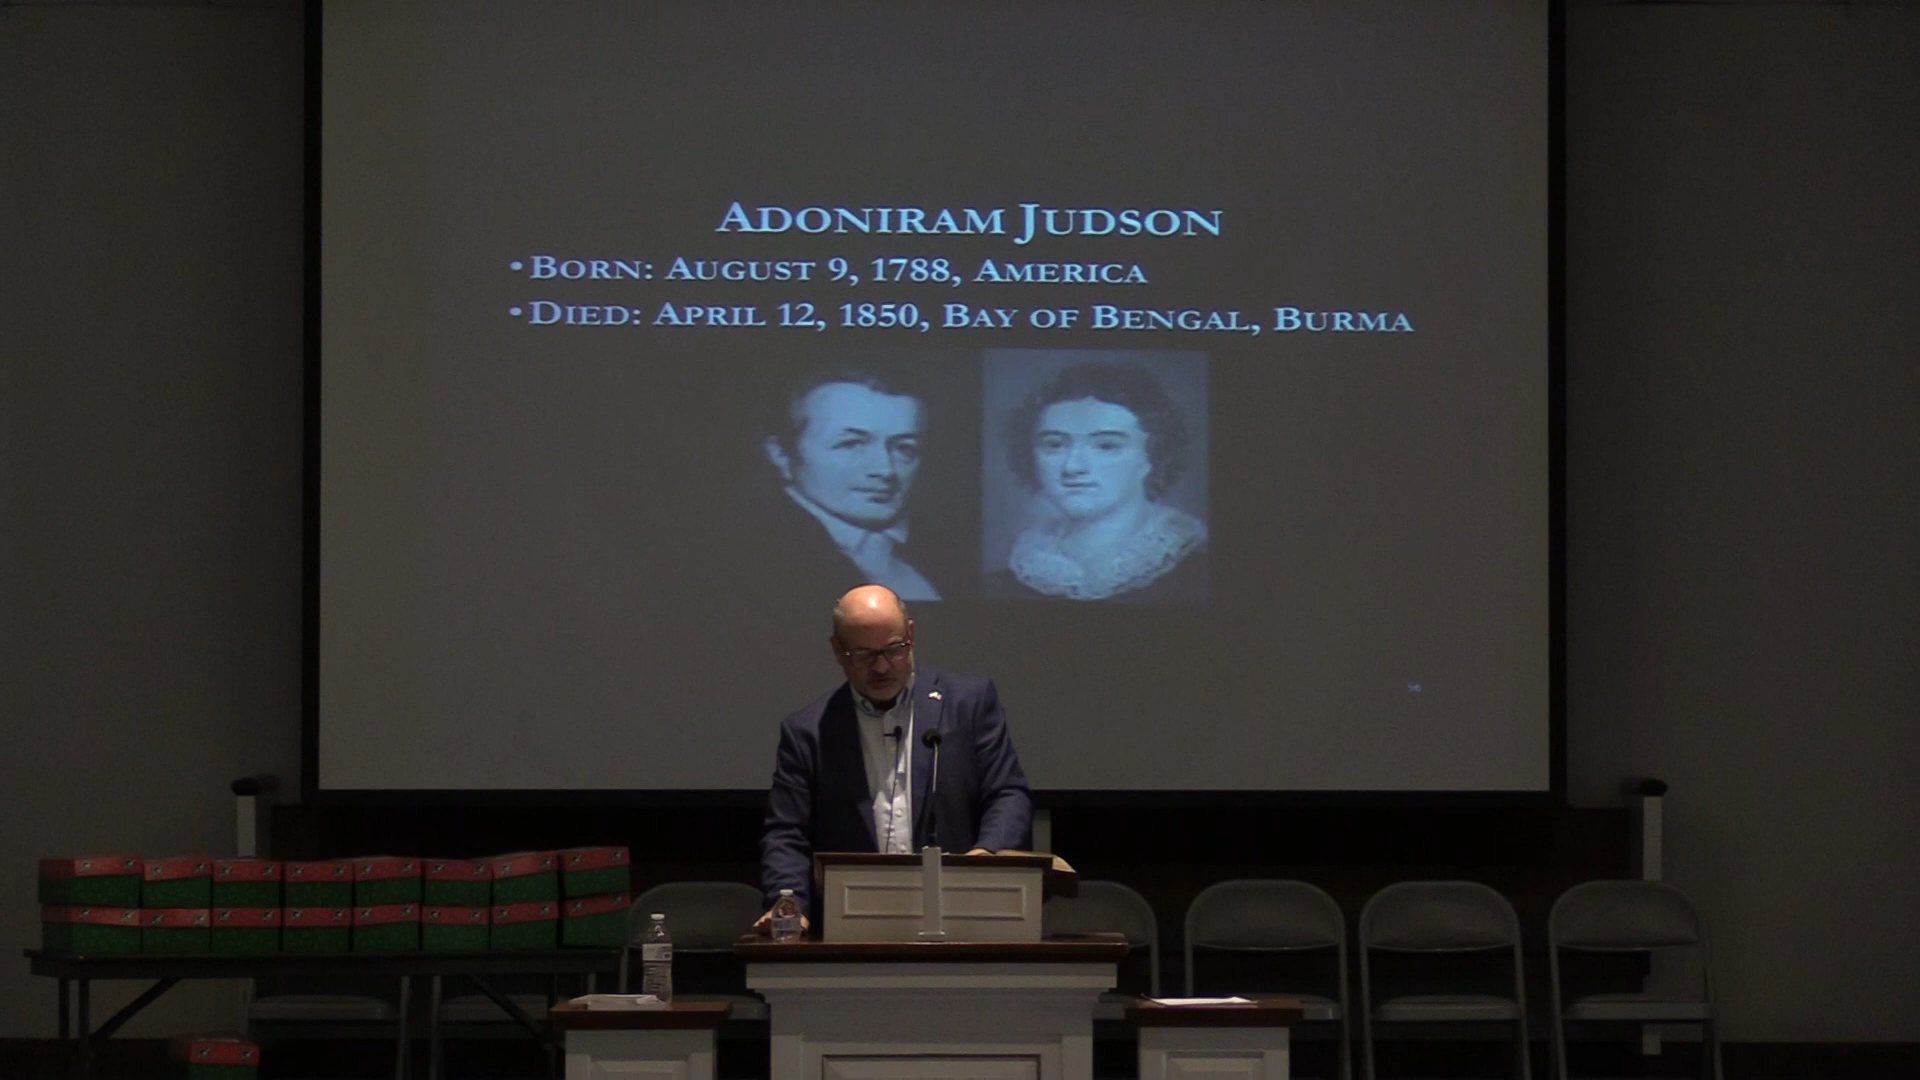 ADONIRAM JUDSON
• BORN: AUGUST 9, 1788, AMERICA
• DIED: APRIL 12, 1850, BAY OF BENGAL, BURMA